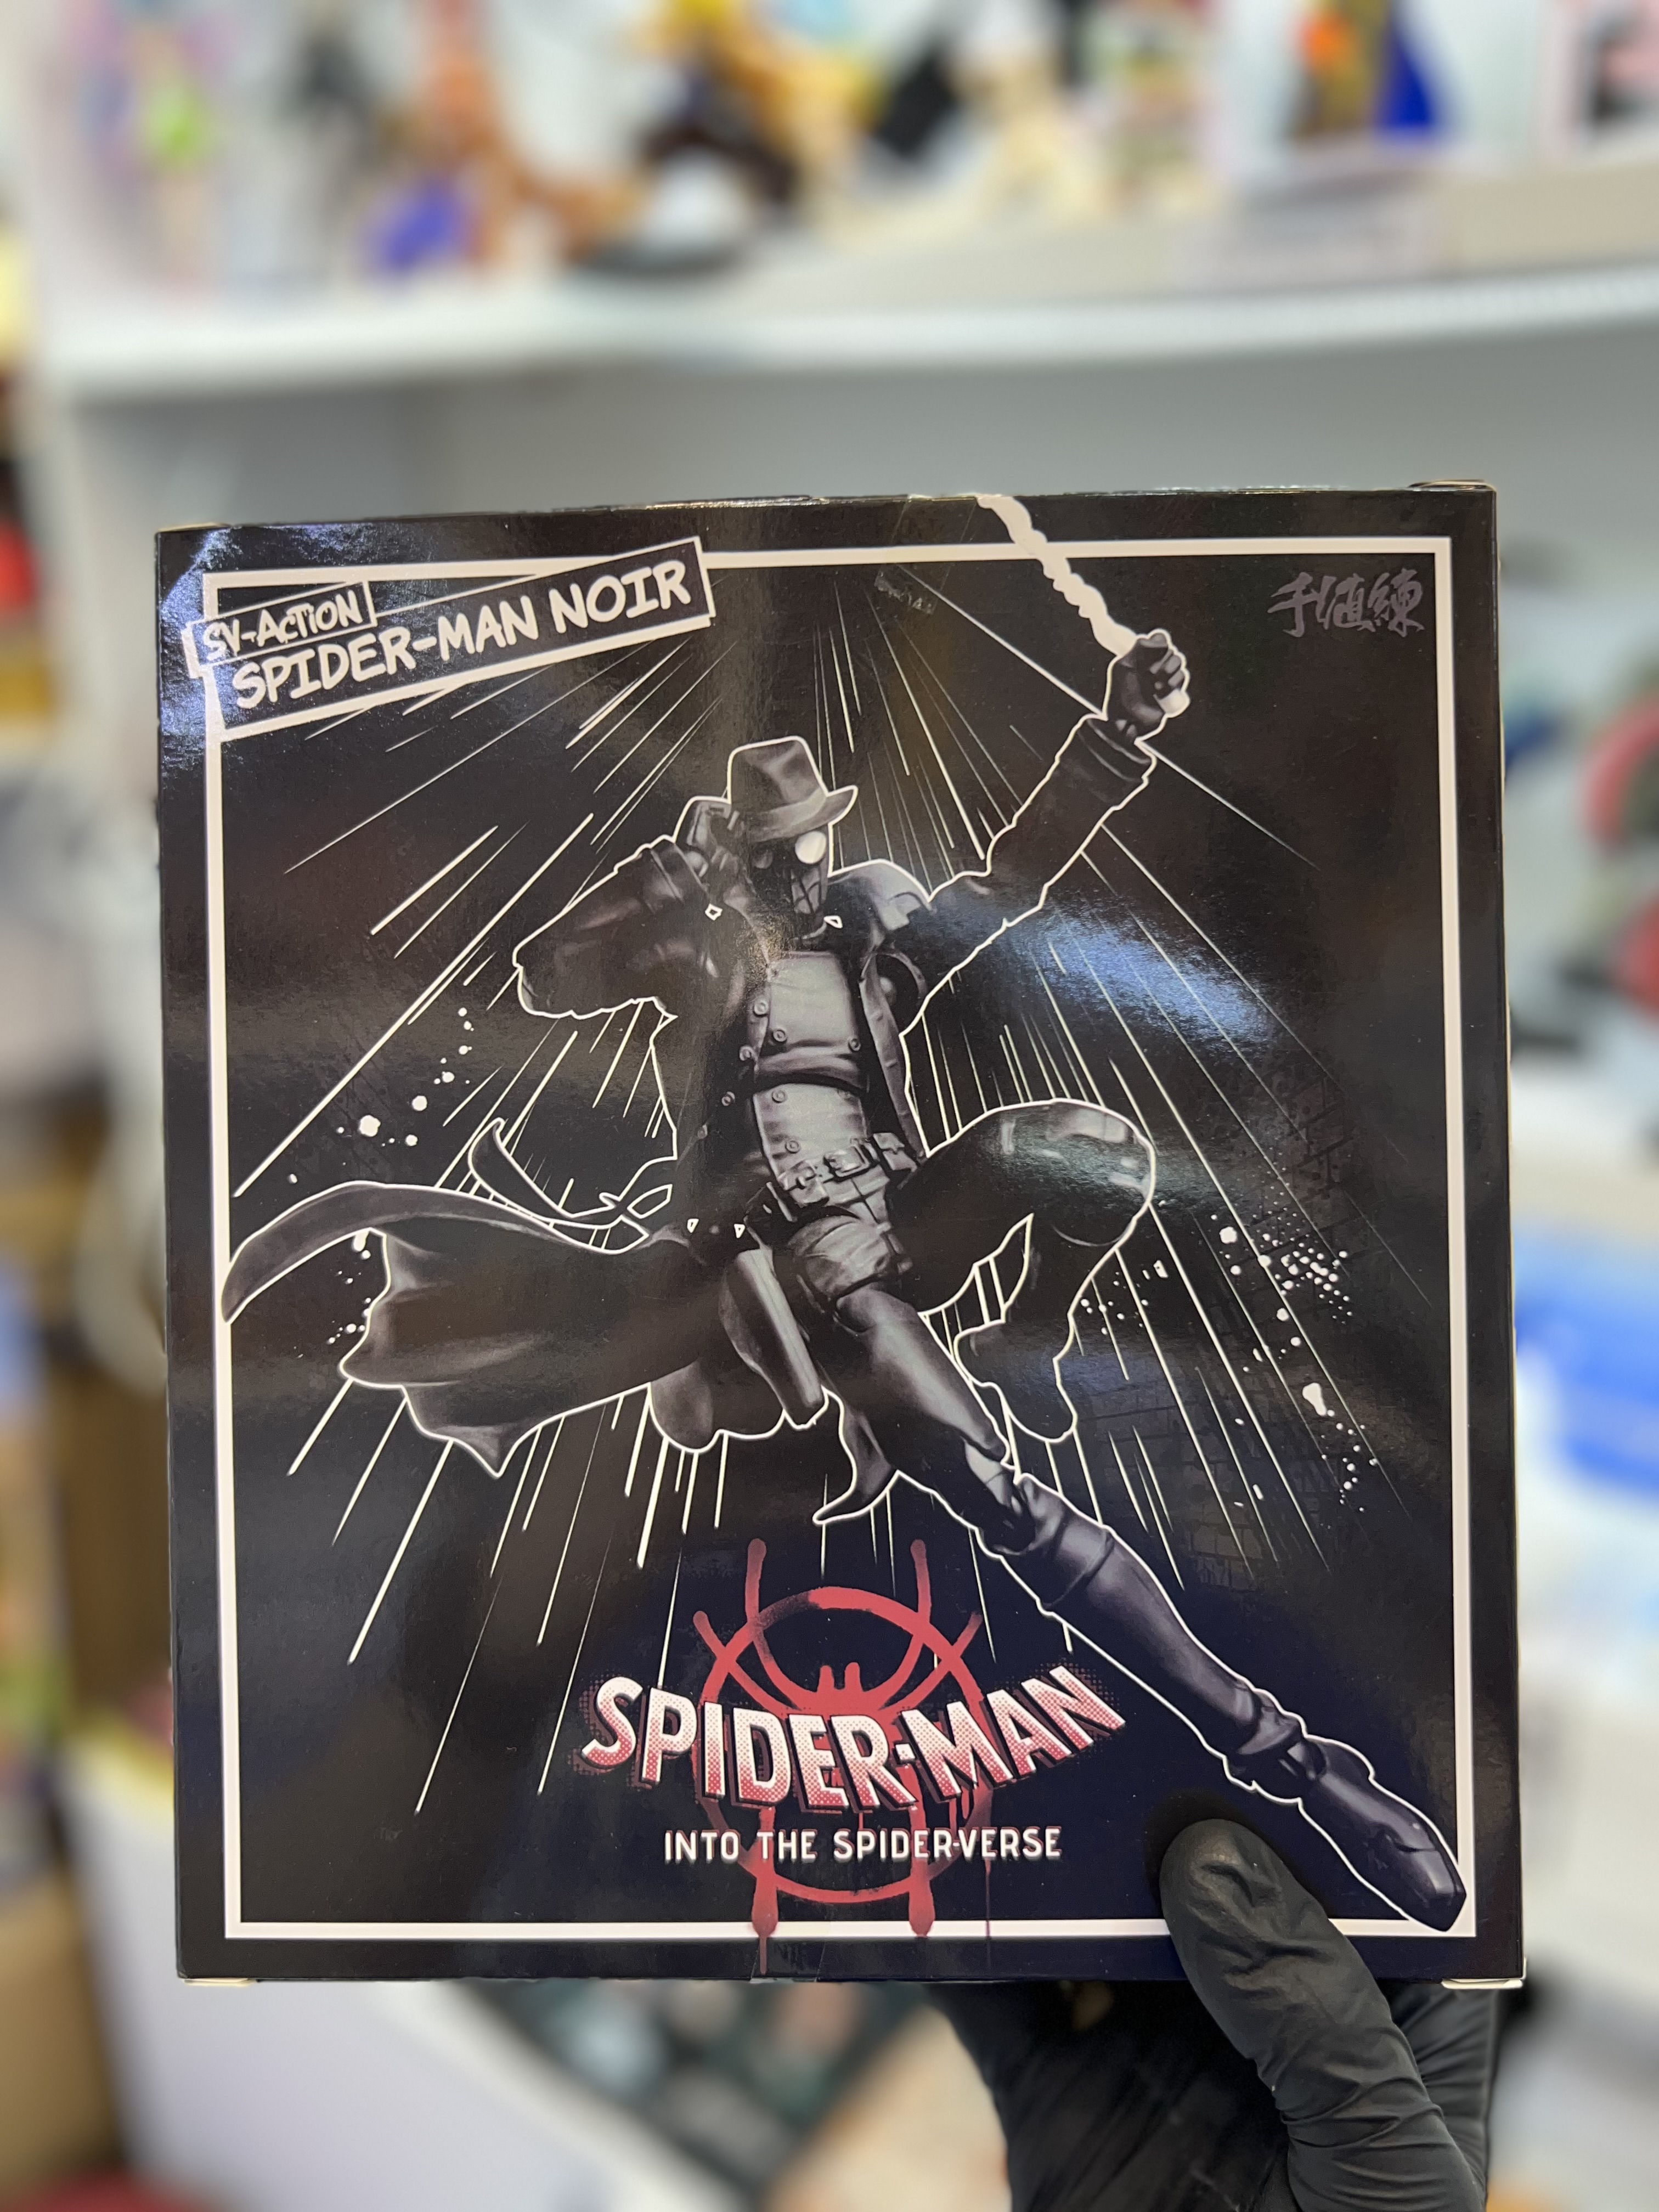 SV-ACTiON
SPIDER-MAN NOIR
千値練
SPIDER-MAN
INTO THE SPIDER-VERSE